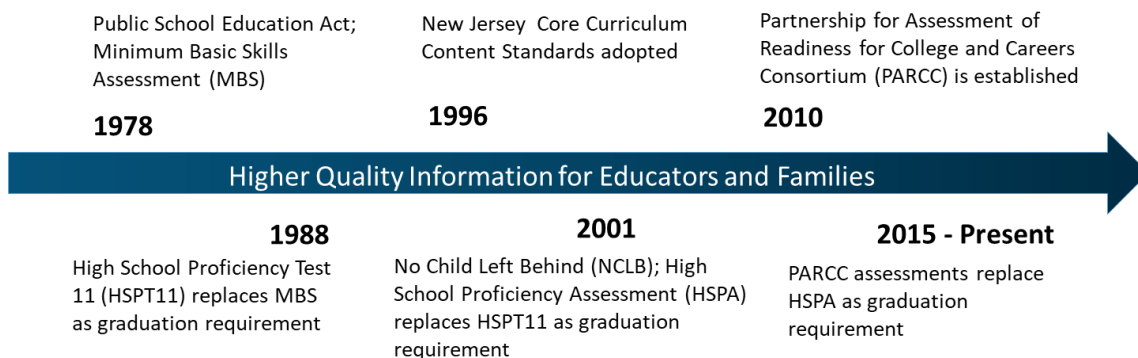 Public School Education Act;
Minimum Basic Skills
Assessment (MBS)
1978
New Jersey Core Curriculum
Content Standards adopted
1996
Partnership for Assessment of
Readiness for College and Careers
Consortium (PARCC) is established
2010
Higher Quality Information for Educators and Families
1988
High School Proficiency Test
11 (HSPT11) replaces MBS
as graduation requirement
2001
No Child Left Behind (NCLB); High
School Proficiency Assessment (HSPA)
replaces HSPT11 as graduation
requirement
2015 - Present
PARCC assessments replace
HSPA as graduation
requirement